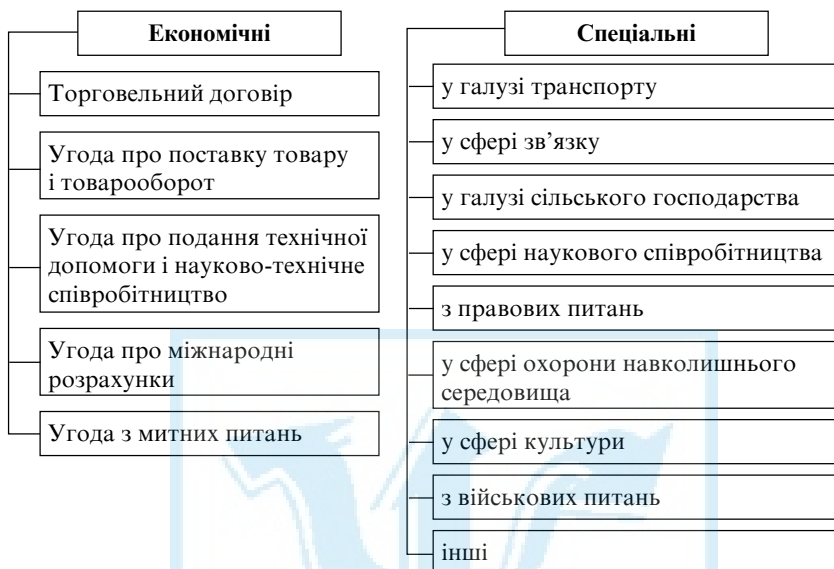 Економічні
Торговельний договір
Угода про поставку товару
і товарооборот
Угода про подання технічної
допомоги і науково-технічне
співробітництво
Угода про міжнародні
розрахунки
Угода з митних питань
Спеціальні
у галузі транспорту
у сфері зв’язку
у галузі сільського господарства
у сфері наукового співробітництва
з правових питань
у сфері охорони навколишнього
середовища
у сфері культури
з військових питань
інші